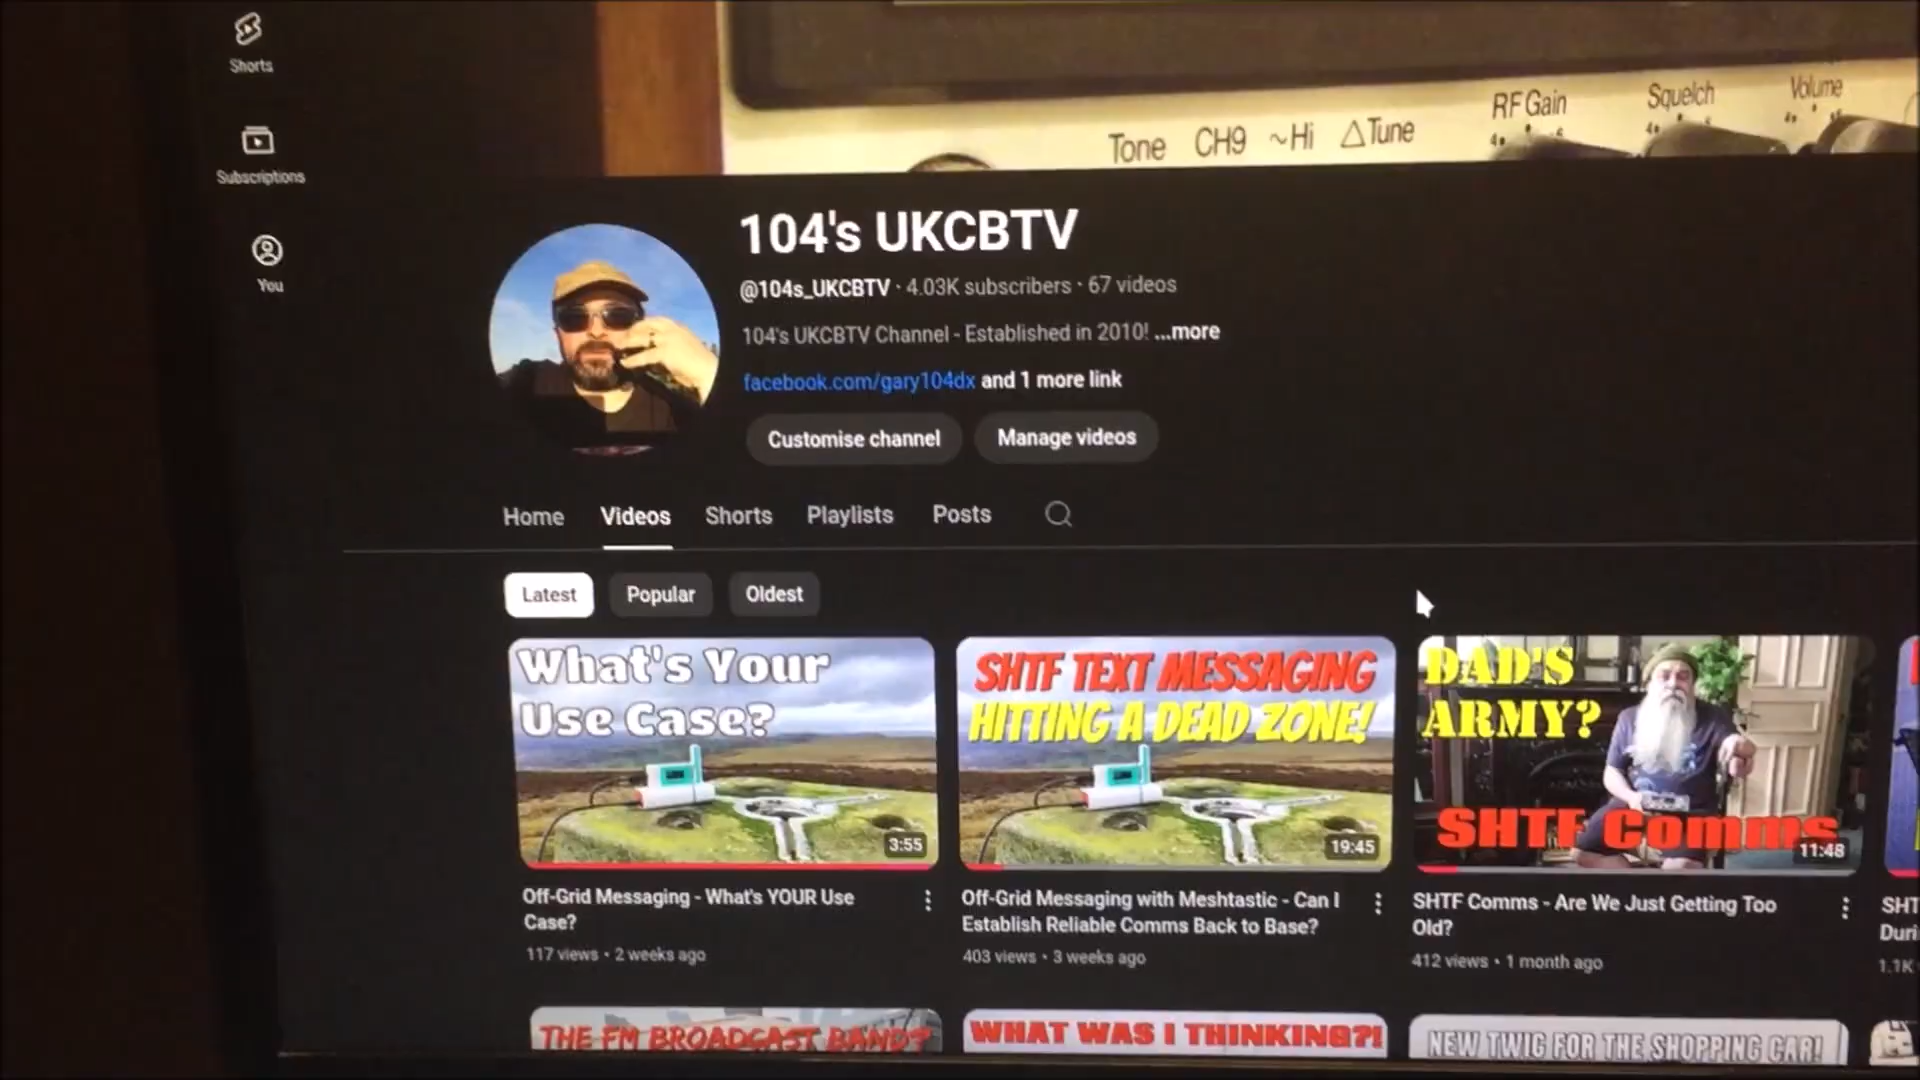 Shorts
Subscriptions
You
Tone CH9 ~Hi △Tune
RF Gain
Squelch
Volume
104's UKCBTV
@104s_UKCBTV · 4.03K subscribers · 67 videos
104's UKCBTV Channel - Established in 2010! ...more
facebook.com/gary104dx and 1 more link
Customise channel
Manage videos
Home
Videos
Shorts
Playlists
Posts
Latest
Popular
Oldest
What's Your
Use Case?
3:55
SHTF TEXT MESSAGING
HITTING A DEAD ZONE!
19:45
DAD'S
ARMY?
SHTF Comms
11:48
Off-Grid Messaging - What's YOUR Use
Case?
117 views • 2 weeks ago
Off-Grid Messaging with Meshtastic - Can I
Establish Reliable Comms Back to Base?
403 views • 3 weeks ago
SHTF Comms - Are We Just Getting Too
Old?
412 views • 1 month ago
SHT
Duri
1.1K
THE FM BROADCAST BAND?
WHAT WAS I THINKING?!
NEW TWIG FOR THE SHOPPING CAR!